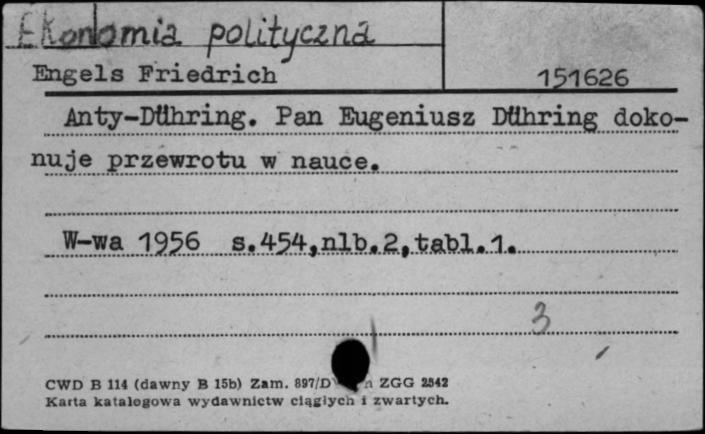 Ekonomia polityczna
Engels Friedrich 151626
Anty-Dühring. Pan Eugeniusz Dühring doko-
nuje przewrotu w nauce.
W-wa 1956 s.454,nlb.2,tabl.1.
3
CWD B 114 (dawny B 15b) Zam. 897/D ZGG 2542
Karta katalogowa wydawnictw ciągłych i zwartych.